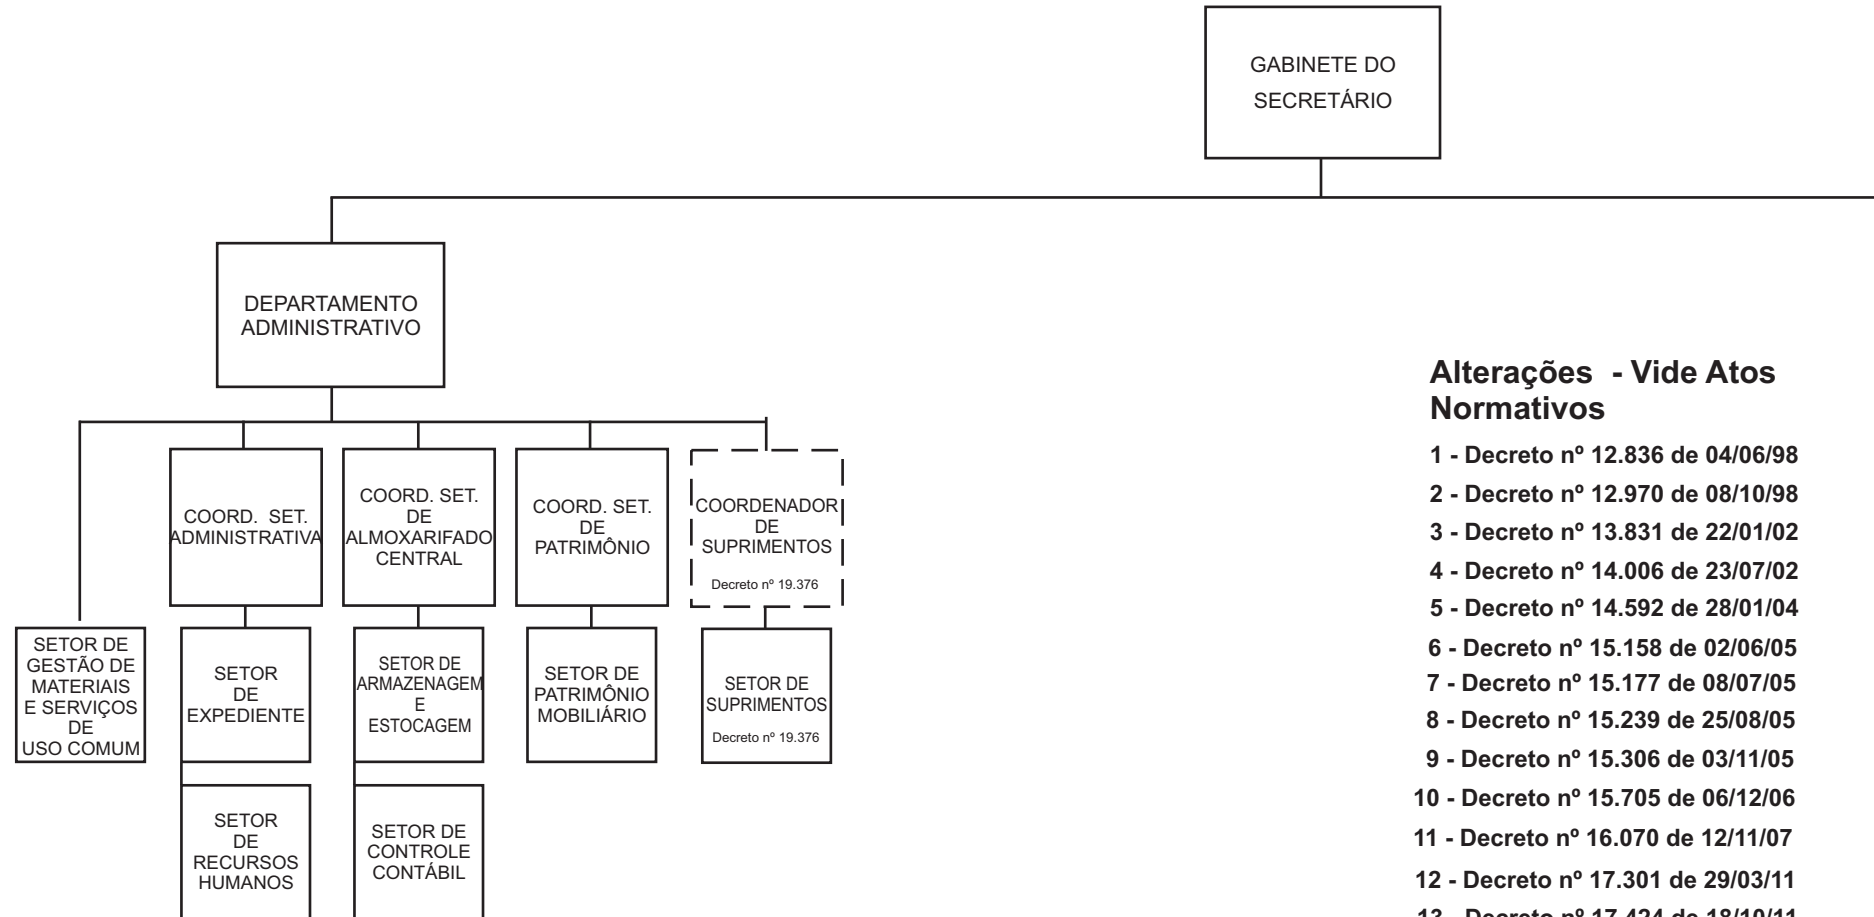 GABINETE DO
SECRETÁRIO
DEPARTAMENTO
ADMINISTRATIVO
COORD. SET.
ADMINISTRATIVA
COORD. SET.
DE
ALMOXARIFADO
CENTRAL
COORD. SET.
DE
PATRIMÔNIO
COORDENADOR
DE
SUPRIMENTOS
Decreto nº 19.376
SETOR DE
GESTÃO DE
MATERIAIS
E SERVIÇOS
DE
USO COMUM
SETOR
DE
EXPEDIENTE
SETOR DE
ARMAZENAGEM
E
ESTOCAGEM
SETOR DE
PATRIMÔNIO
MOBILIÁRIO
SETOR DE
SUPRIMENTOS
Decreto nº 19.376
SETOR
DE
RECURSOS
HUMANOS
SETOR DE
CONTROLE
CONTÁBIL
Alterações - Vide Atos
Normativos
1 - Decreto nº 12.836 de 04/06/98
2 - Decreto nº 12.970 de 08/10/98
3 - Decreto nº 13.831 de 22/01/02
4 - Decreto nº 14.006 de 23/07/02
5 - Decreto nº 14.592 de 28/01/04
6 - Decreto nº 15.158 de 02/06/05
7 - Decreto nº 15.177 de 08/07/05
8 - Decreto nº 15.239 de 25/08/05
9 - Decreto nº 15.306 de 03/11/05
10 - Decreto nº 15.705 de 06/12/06
11 - Decreto nº 16.070 de 12/11/07
12 - Decreto nº 17.301 de 29/03/11
13 - Decreto nº 17.424 de 18/10/11